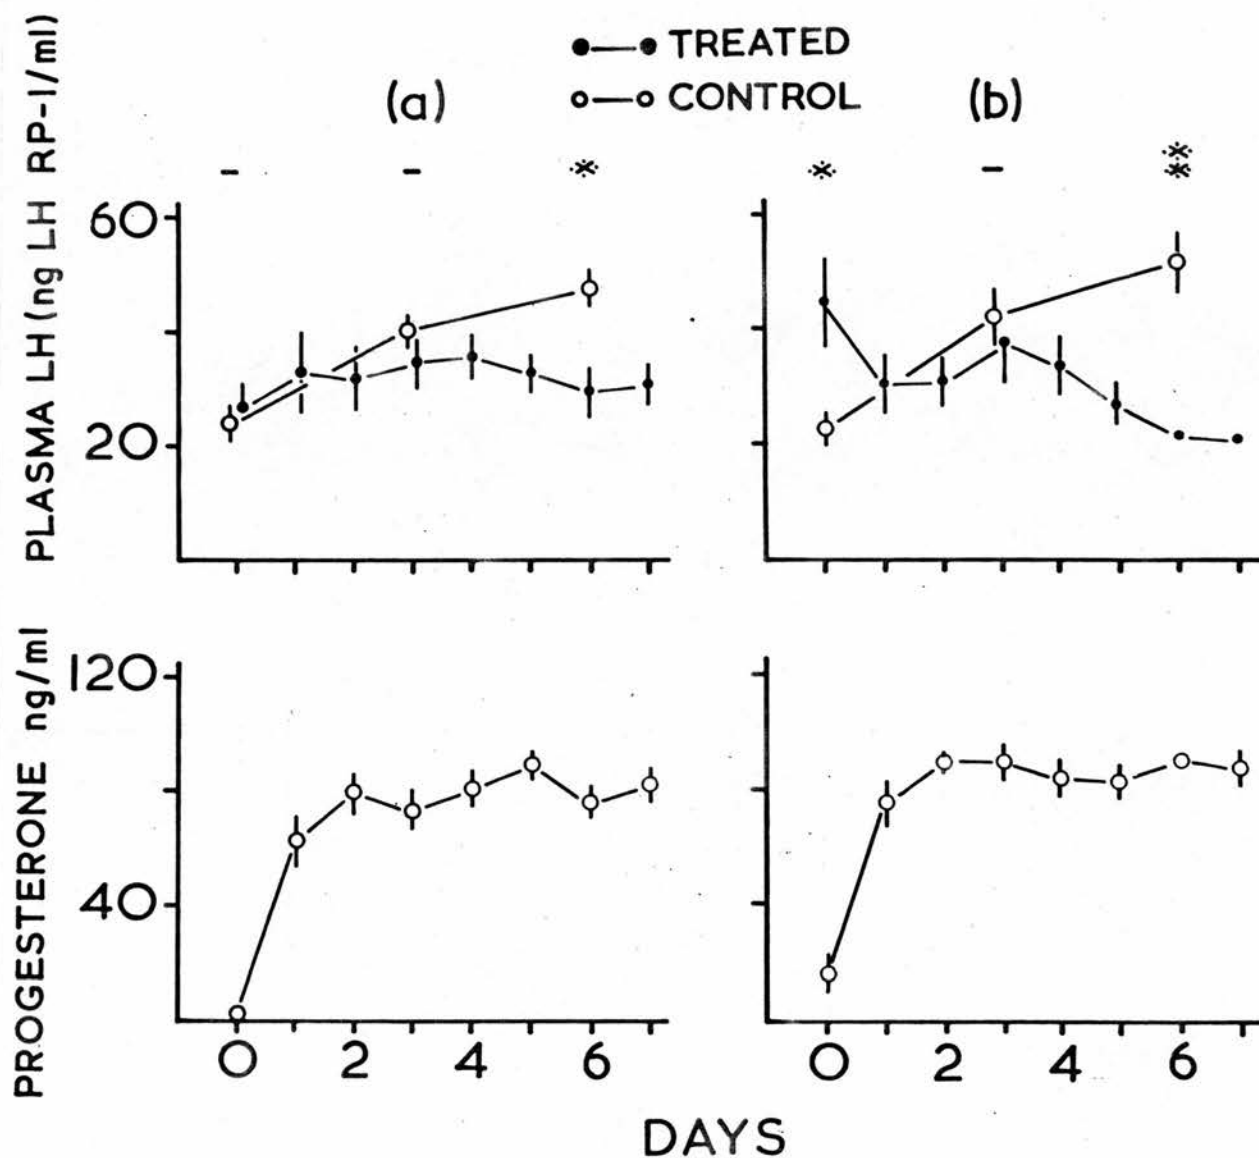 PLASMA LH (ng LH RP-1/ml)
TREATED
CONTROL
(a)
(b)
- - *
* - *
*
60
20
PROGESTERONE ng/ml
120
40
0 2 4 6
0 2 4 6
DAYS